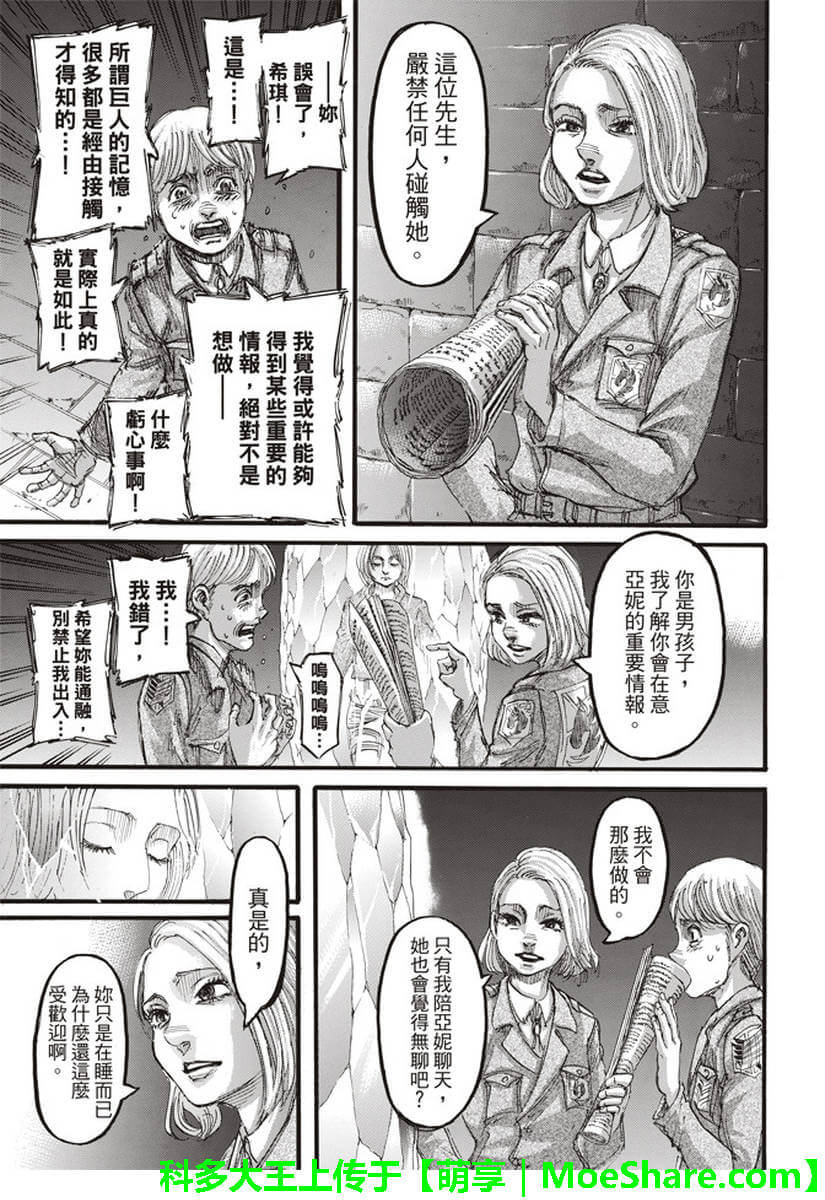 這位先生，
嚴禁任何人碰觸她。
——妳
誤會了，
希琪！
這是…！
所謂巨人的記憶，
很多都是經由接觸
才得知的…！
實際上真的
就是如此！
我覺得或許能夠
得到某些重要的
情報，絕對不是
想做——
什麼
虧心事啊！
你是男孩子，
我了解你會在意
亞妮的重要情報。
嗚嗚嗚嗚…
我…！
我錯了，
希望妳能通融，
別禁止我出入…
我不會
那麼做的。
只有我陪亞妮聊天，
她也會覺得無聊吧？
真是的，
妳只是在睡而已
為什麼還這麼
受歡迎啊。
科多大王上传于【萌享｜MoeShare.com】